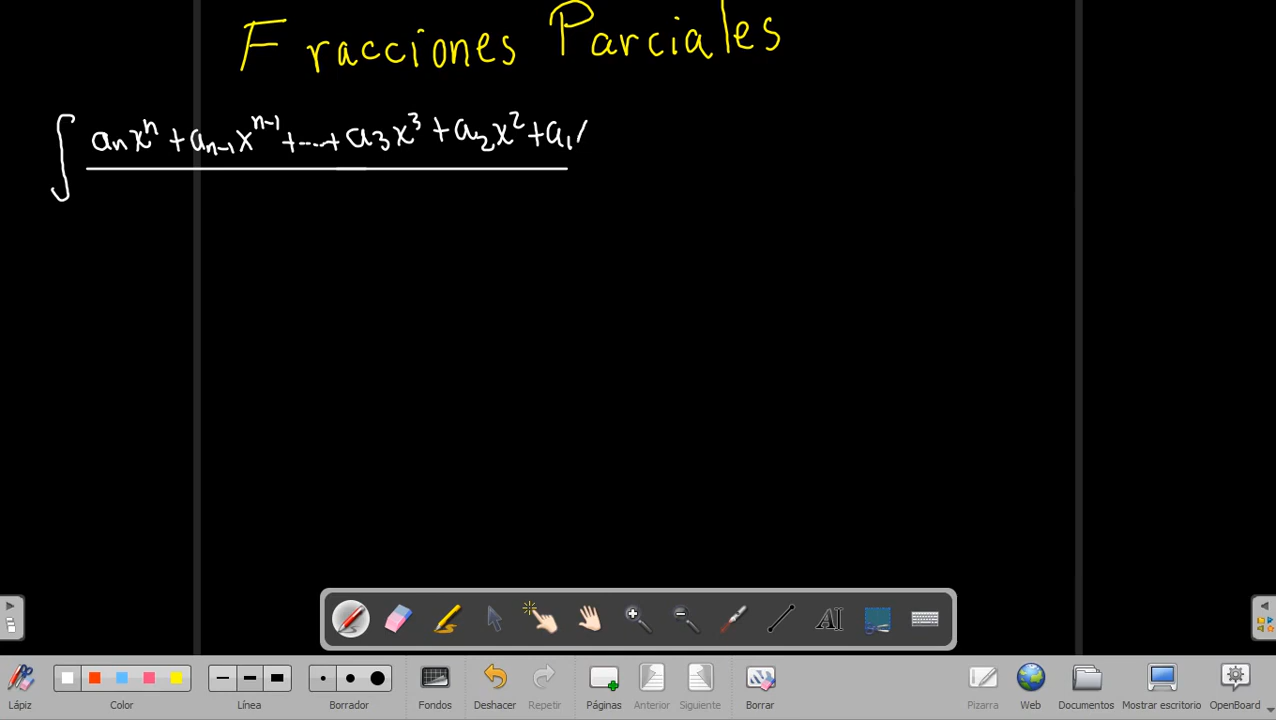 Fracciones Parciales
∫ aₙxⁿ + aₙ₋₁xⁿ⁻¹ + ... + a₃x³ + a₂x² + a₁
Lápiz Color Línea Borrador Fondos Deshacer Repetir Páginas Anterior Siguiente Borrar Pizarra Web Documentos Mostrar escritorio OpenBoard